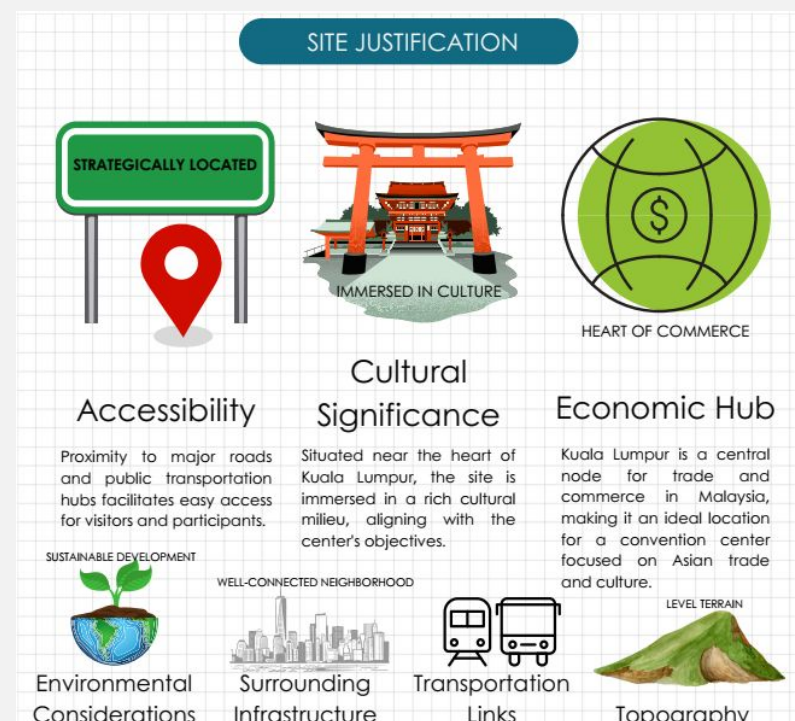 SITE JUSTIFICATION
STRATEGICALLY LOCATED
IMMERSED IN CULTURE
HEART OF COMMERCE
Accessibility
Proximity to major roads
and public transportation
hubs facilitates easy access
for visitors and participants.
Cultural
Significance
Situated near the heart of
Kuala Lumpur, the site is
immersed in a rich cultural
milieu, aligning with the
center's objectives.
Economic Hub
Kuala Lumpur is a central
node for trade and
commerce in Malaysia,
making it an ideal location
for a convention center
focused on Asian trade
and culture.
SUSTAINABLE DEVELOPMENT
Environmental
Considerations
WELL-CONNECTED NEIGHBORHOOD
Surrounding
Infrastructure
Transportation
Links
LEVEL TERRAIN
Topography
$